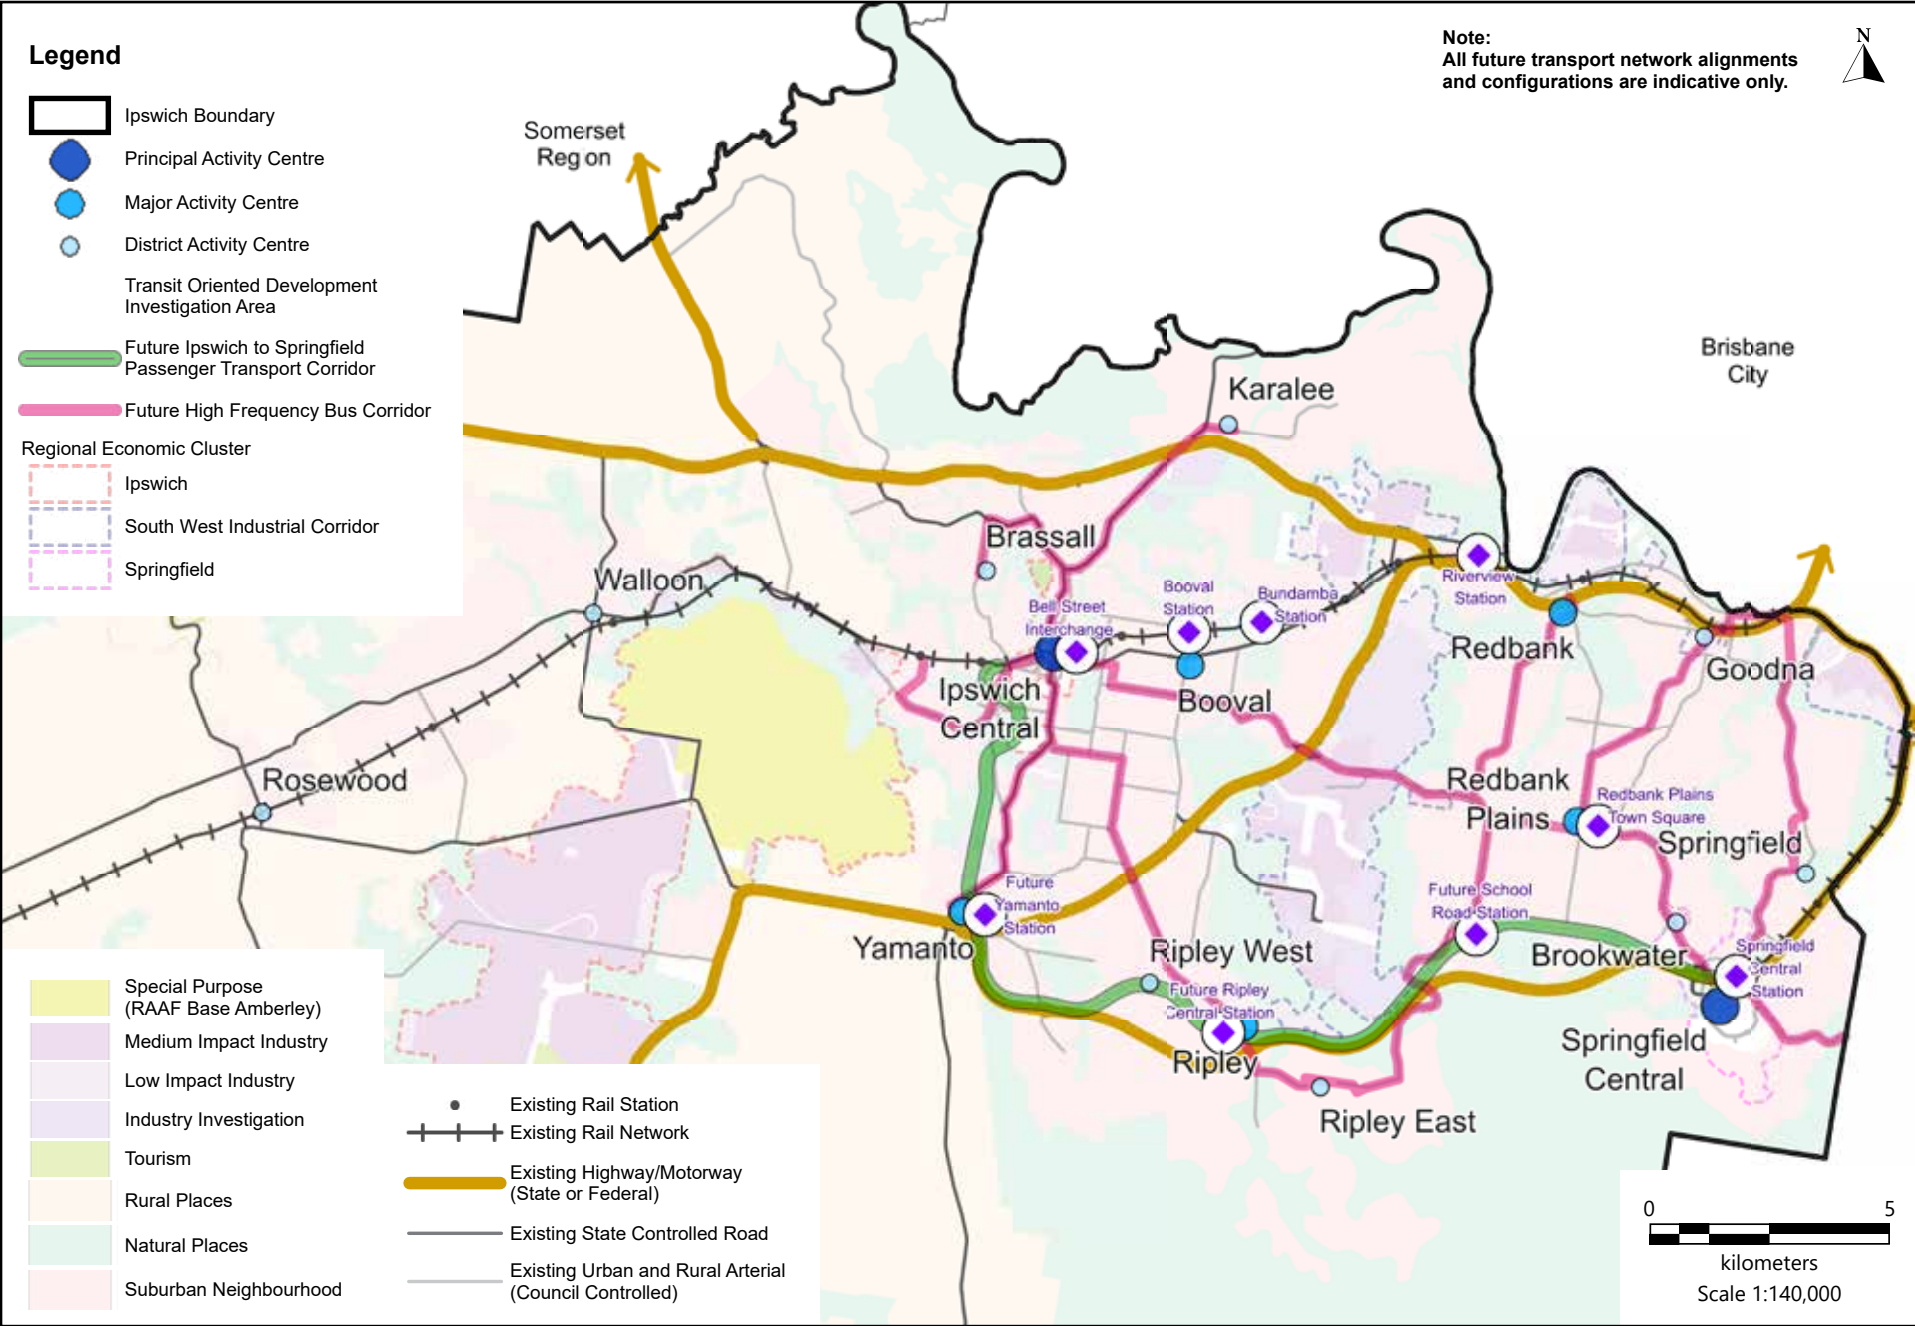 Legend
Ipswich Boundary
Principal Activity Centre
Major Activity Centre
District Activity Centre
Transit Oriented Development
Investigation Area
Future Ipswich to Springfield
Passenger Transport Corridor
Future High Frequency Bus Corridor
Regional Economic Cluster
Ipswich
South West Industrial Corridor
Springfield
Note:
All future transport network alignments
and configurations are indicative only.
N
Somerset
Region
Brisbane
City
Karalee
Brassall
Walloon
Bell Street
Interchange
Booval
Station
Bundamba
Station
Riverview
Station
Redbank
Goodna
Ipswich
Central
Booval
Rosewood
Redbank
Plains
Redbank Plains
Town Square
Springfield
Future
Yamanto
Station
Future School
Road Station
Yamanto
Ripley West
Brookwater
Springfield
Central
Station
Future Ripley
Central Station
Ripley
Springfield
Central
Ripley East
Special Purpose
(RAAF Base Amberley)
Medium Impact Industry
Low Impact Industry
Industry Investigation
Tourism
Rural Places
Natural Places
Suburban Neighbourhood
Existing Rail Station
Existing Rail Network
Existing Highway/Motorway
(State or Federal)
Existing State Controlled Road
Existing Urban and Rural Arterial
(Council Controlled)
0 5
kilometers
Scale 1:140,000